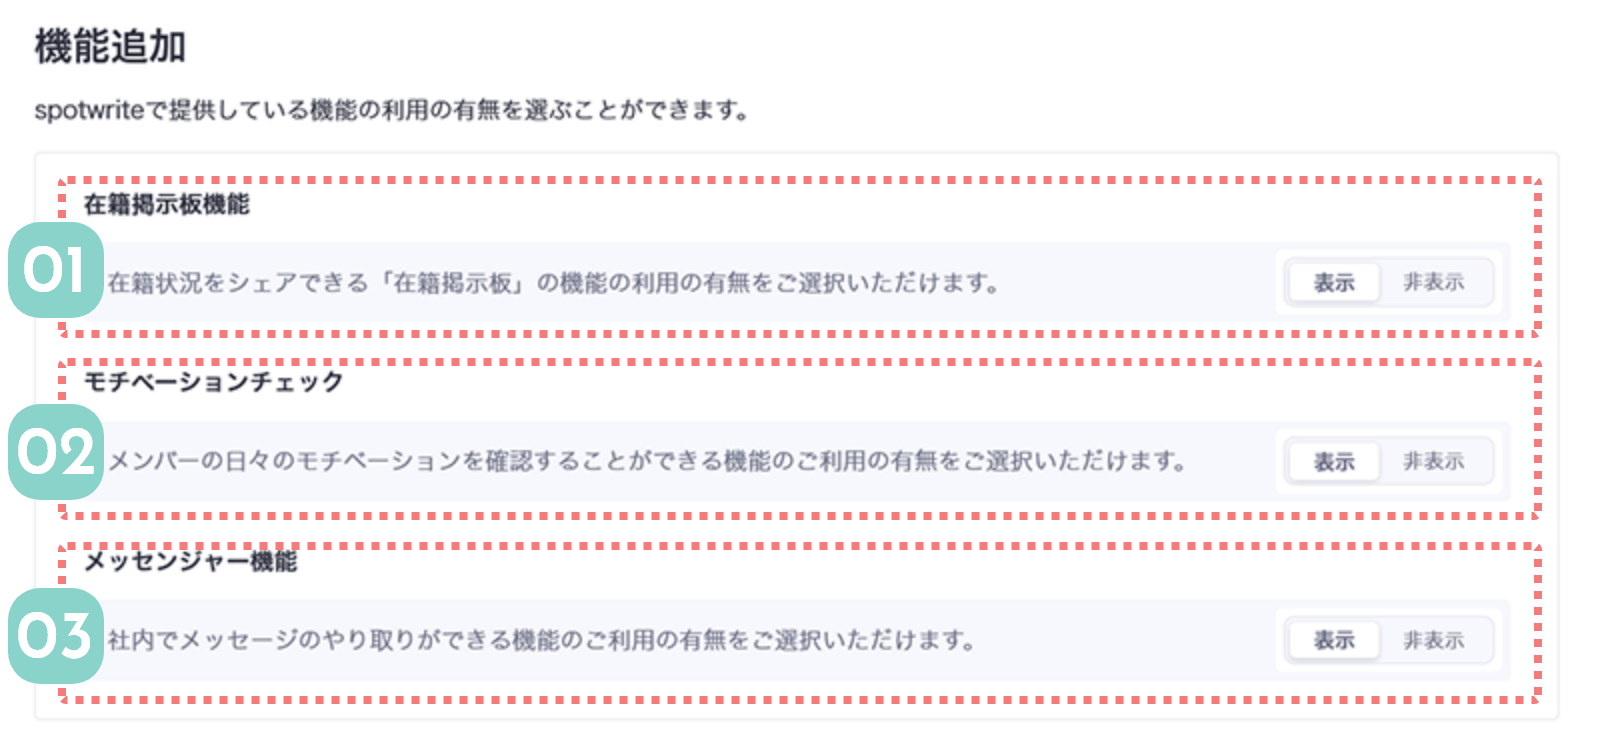 機能追加
spotwriteで提供している機能の利用の有無を選ぶことができます。
在籍掲示板機能
01
在籍状況をシェアできる「在籍掲示板」の機能の利用の有無をご選択いただけます。
表示 非表示
モチベーションチェック
02
メンバーの日々のモチベーションを確認することができる機能のご利用の有無をご選択いただけます。
表示 非表示
メッセンジャー機能
03
社内でメッセージのやり取りができる機能のご利用の有無をご選択いただけます。
表示 非表示